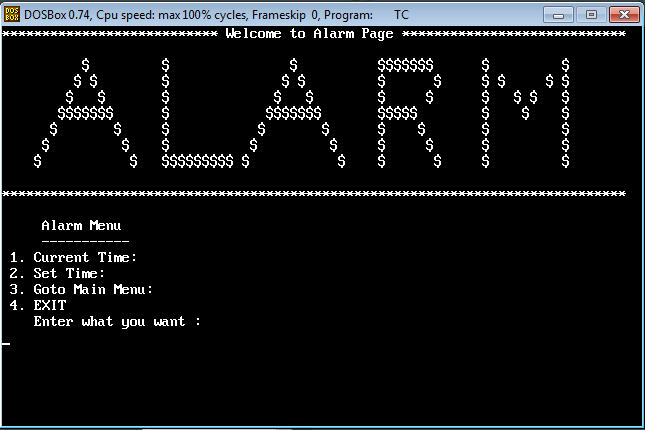 DOSBox 0.74, Cpu speed: max 100% cycles, Frameskip 0, Program: TC
*************************** Welcome to Alarm Page ****************************
ALARM
******************************************************************************
Alarm Menu
-----------
1. Current Time:
2. Set Time:
3. Goto Main Menu:
4. EXIT
Enter what you want :